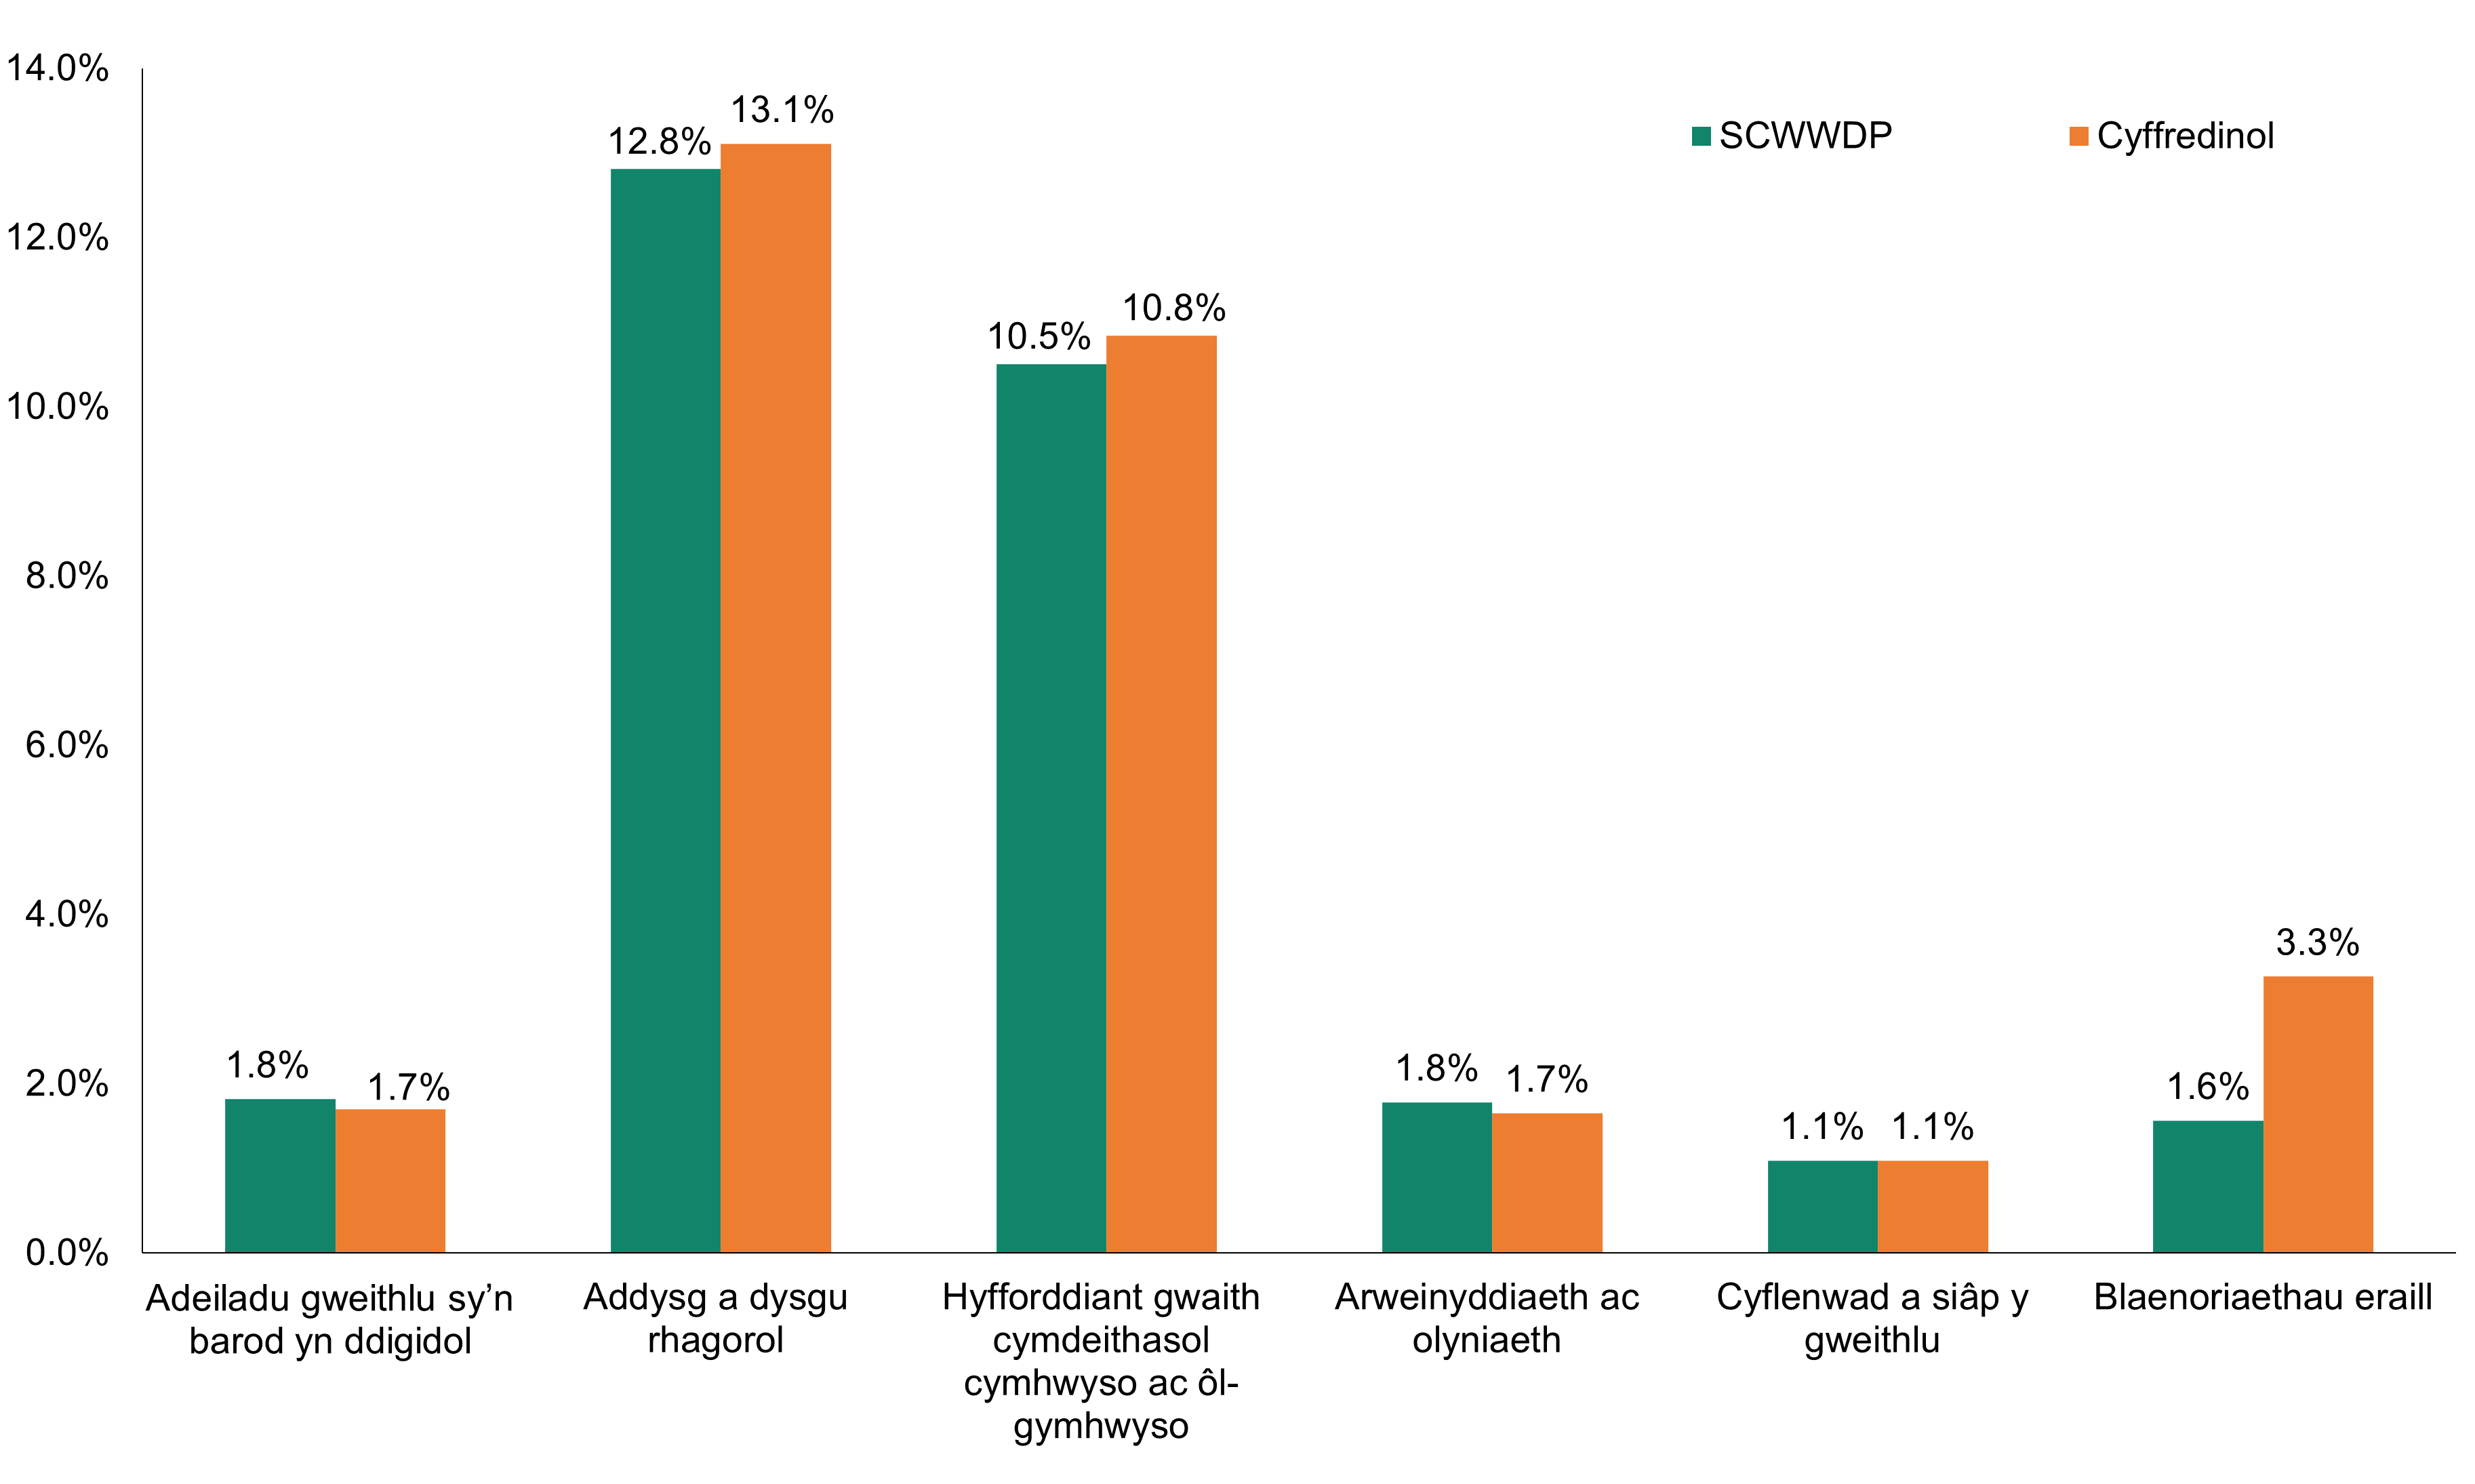 14.0%
12.0%
10.0%
8.0%
6.0%
4.0%
2.0%
0.0%
SCWWDP
Cyffredinol
1.8%
1.7%
12.8%
13.1%
10.5%
10.8%
1.8%
1.7%
1.1%
1.1%
1.6%
3.3%
Adeiladu gweithlu sy’n
barod yn ddigidol
Addysg a dysgu
rhagorol
Hyfforddiant gwaith
cymdeithasol
cymhwyso ac ôl-
gymhwyso
Arweinyddiaeth ac
olyniaeth
Cyflenwad a siâp y
gweithlu
Blaenoriaethau eraill